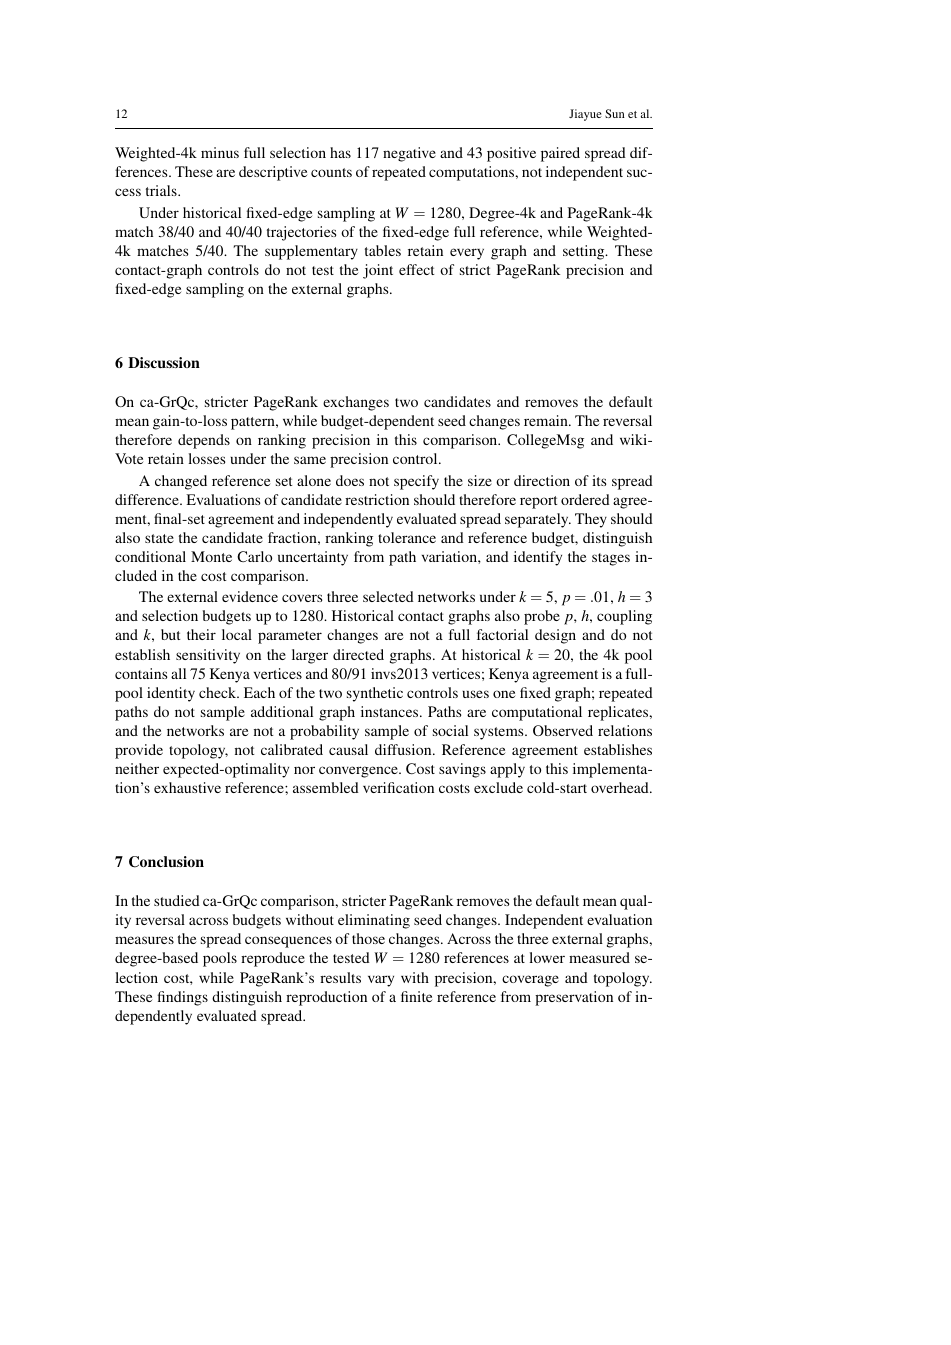 12
Jiayue Sun et al.
Weighted-4k minus full selection has 117 negative and 43 positive paired spread dif-
ferences. These are descriptive counts of repeated computations, not independent suc-
cess trials.
Under historical fixed-edge sampling at W = 1280, Degree-4k and PageRank-4k
match 38/40 and 40/40 trajectories of the fixed-edge full reference, while Weighted-
4k matches 5/40. The supplementary tables retain every graph and setting. These
contact-graph controls do not test the joint effect of strict PageRank precision and
fixed-edge sampling on the external graphs.
6 Discussion
On ca-GrQc, stricter PageRank exchanges two candidates and removes the default
mean gain-to-loss pattern, while budget-dependent seed changes remain. The reversal
therefore depends on ranking precision in this comparison. CollegeMsg and wiki-
Vote retain losses under the same precision control.
A changed reference set alone does not specify the size or direction of its spread
difference. Evaluations of candidate restriction should therefore report ordered agree-
ment, final-set agreement and independently evaluated spread separately. They should
also state the candidate fraction, ranking tolerance and reference budget, distinguish
conditional Monte Carlo uncertainty from path variation, and identify the stages in-
cluded in the cost comparison.
The external evidence covers three selected networks under k = 5, p = .01, h = 3
and selection budgets up to 1280. Historical contact graphs also probe p, h, coupling
and k, but their local parameter changes are not a full factorial design and do not
establish sensitivity on the larger directed graphs. At historical k = 20, the 4k pool
contains all 75 Kenya vertices and 80/91 invs2013 vertices; Kenya agreement is a full-
pool identity check. Each of the two synthetic controls uses one fixed graph; repeated
paths do not sample additional graph instances. Paths are computational replicates,
and the networks are not a probability sample of social systems. Observed relations
provide topology, not calibrated causal diffusion. Reference agreement establishes
neither expected-optimality nor convergence. Cost savings apply to this implementa-
tion's exhaustive reference; assembled verification costs exclude cold-start overhead.
7 Conclusion
In the studied ca-GrQc comparison, stricter PageRank removes the default mean qual-
ity reversal across budgets without eliminating seed changes. Independent evaluation
measures the spread consequences of those changes. Across the three external graphs,
degree-based pools reproduce the tested W = 1280 references at lower measured se-
lection cost, while PageRank's results vary with precision, coverage and topology.
These findings distinguish reproduction of a finite reference from preservation of in-
dependently evaluated spread.